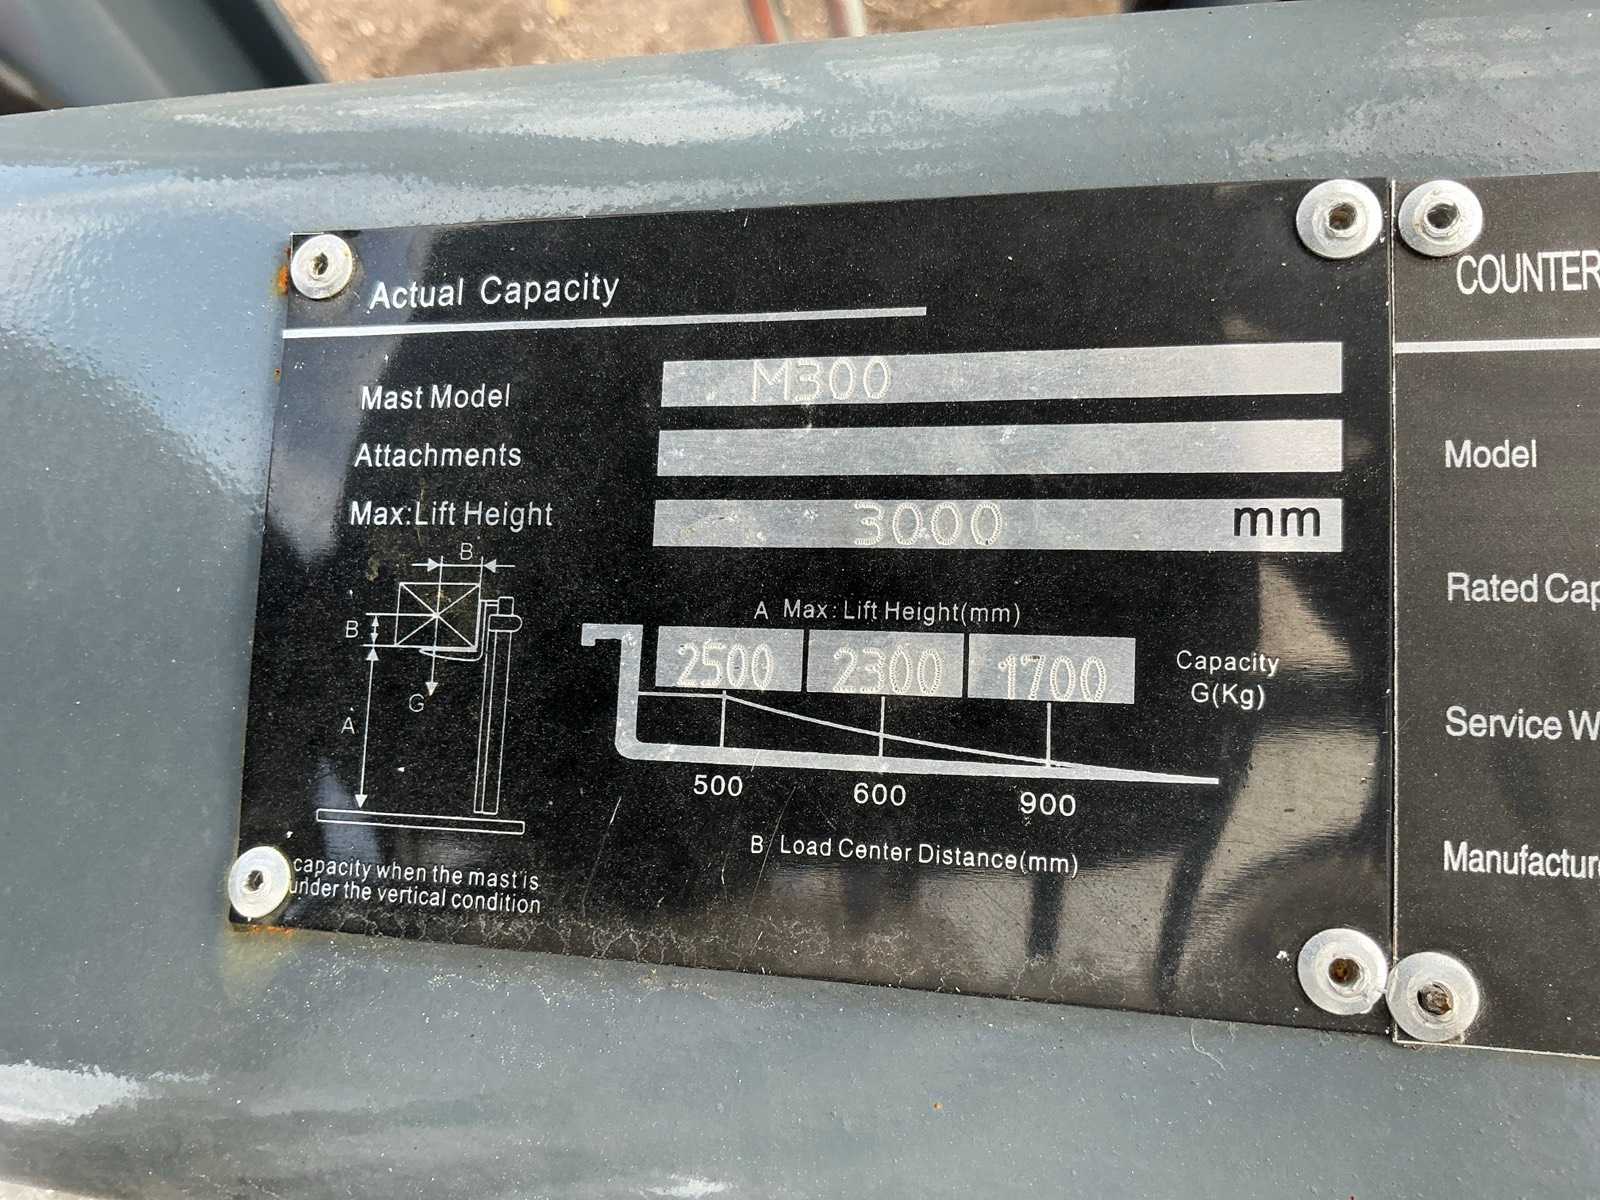 Actual Capacity
Mast Model M300
Attachments
Max:Lift Height 3000 mm
B
B
G
A
capacity when the mast is
under the vertical condition
A Max: Lift Height(mm)
2500 2300 1700
Capacity
G(Kg)
500 600 900
B Load Center Distance(mm)
COUNTER
Model
Rated Cap
Service W
Manufacture